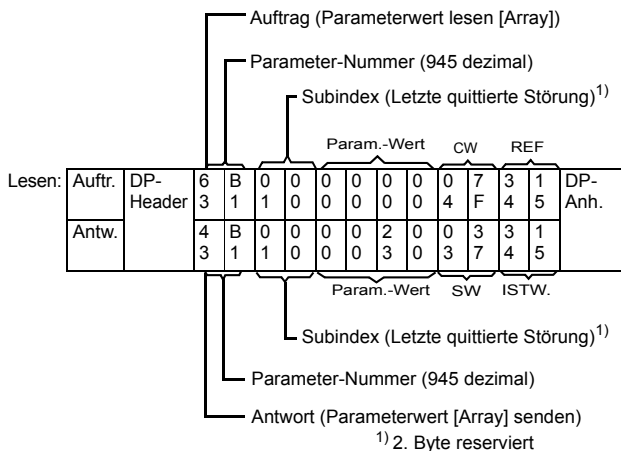 Auftrag (Parameterwert lesen [Array])
Parameter-Nummer (945 dezimal)
Subindex (Letzte quittierte Störung)1)
Param.-Wert CW REF
Lesen: Auftr. DP- 6 B 0 0 0 0 0 0 0 7 3 1 DP-
Header 3 1 1 0 0 0 0 0 4 F 4 5 Anh.
Antw. 4 B 0 0 0 0 2 0 0 3 3 1
3 1 1 0 0 0 3 0 3 7 4 5
Param.-Wert SW ISTW.
Subindex (Letzte quittierte Störung)1)
Parameter-Nummer (945 dezimal)
Antwort (Parameterwert [Array] senden)
1) 2. Byte reserviert